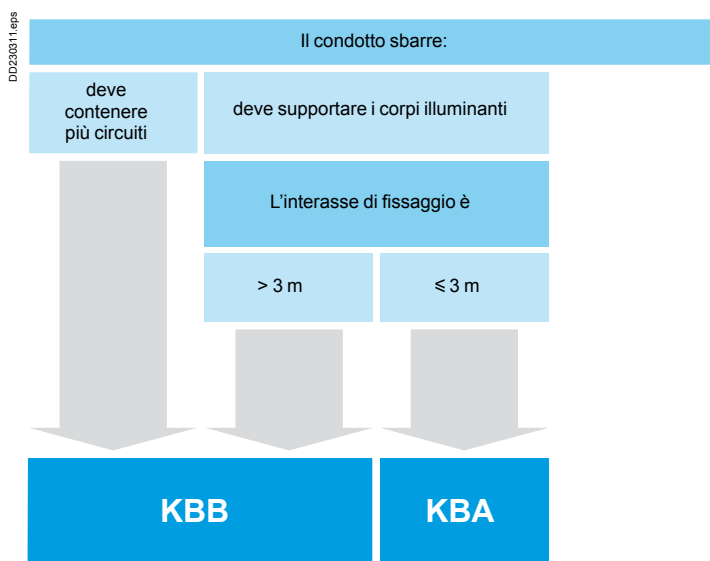 DD230311.eps
Il condotto sbarre:
deve
contenere
più circuiti
deve supportare i corpi illuminanti
L'interasse di fissaggio è
> 3 m
⩽ 3 m
KBB
KBA